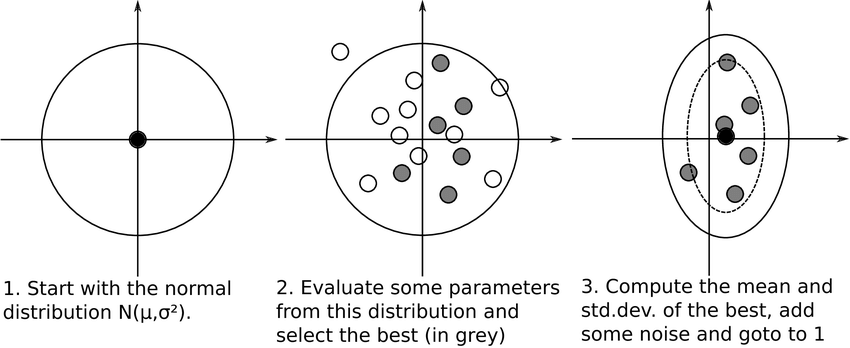 1. Start with the normal
distribution N(μ,σ²).
2. Evaluate some parameters
from this distribution and
select the best (in grey)
3. Compute the mean and
std.dev. of the best, add
some noise and goto to 1